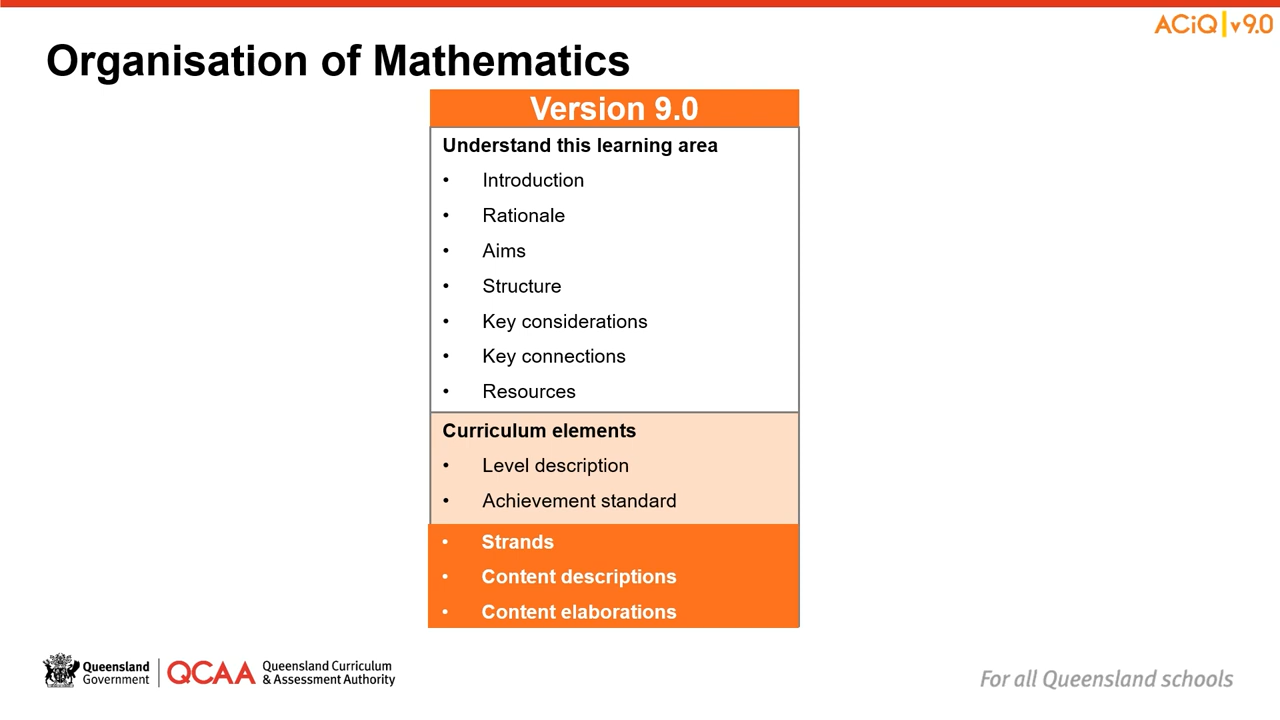 ACiQ v9.0
Organisation of Mathematics
Version 9.0
Understand this learning area
• Introduction
• Rationale
• Aims
• Structure
• Key considerations
• Key connections
• Resources
Curriculum elements
• Level description
• Achievement standard
• Strands
• Content descriptions
• Content elaborations
Queensland
Government
QCAA
Queensland Curriculum
& Assessment Authority
For all Queensland schools